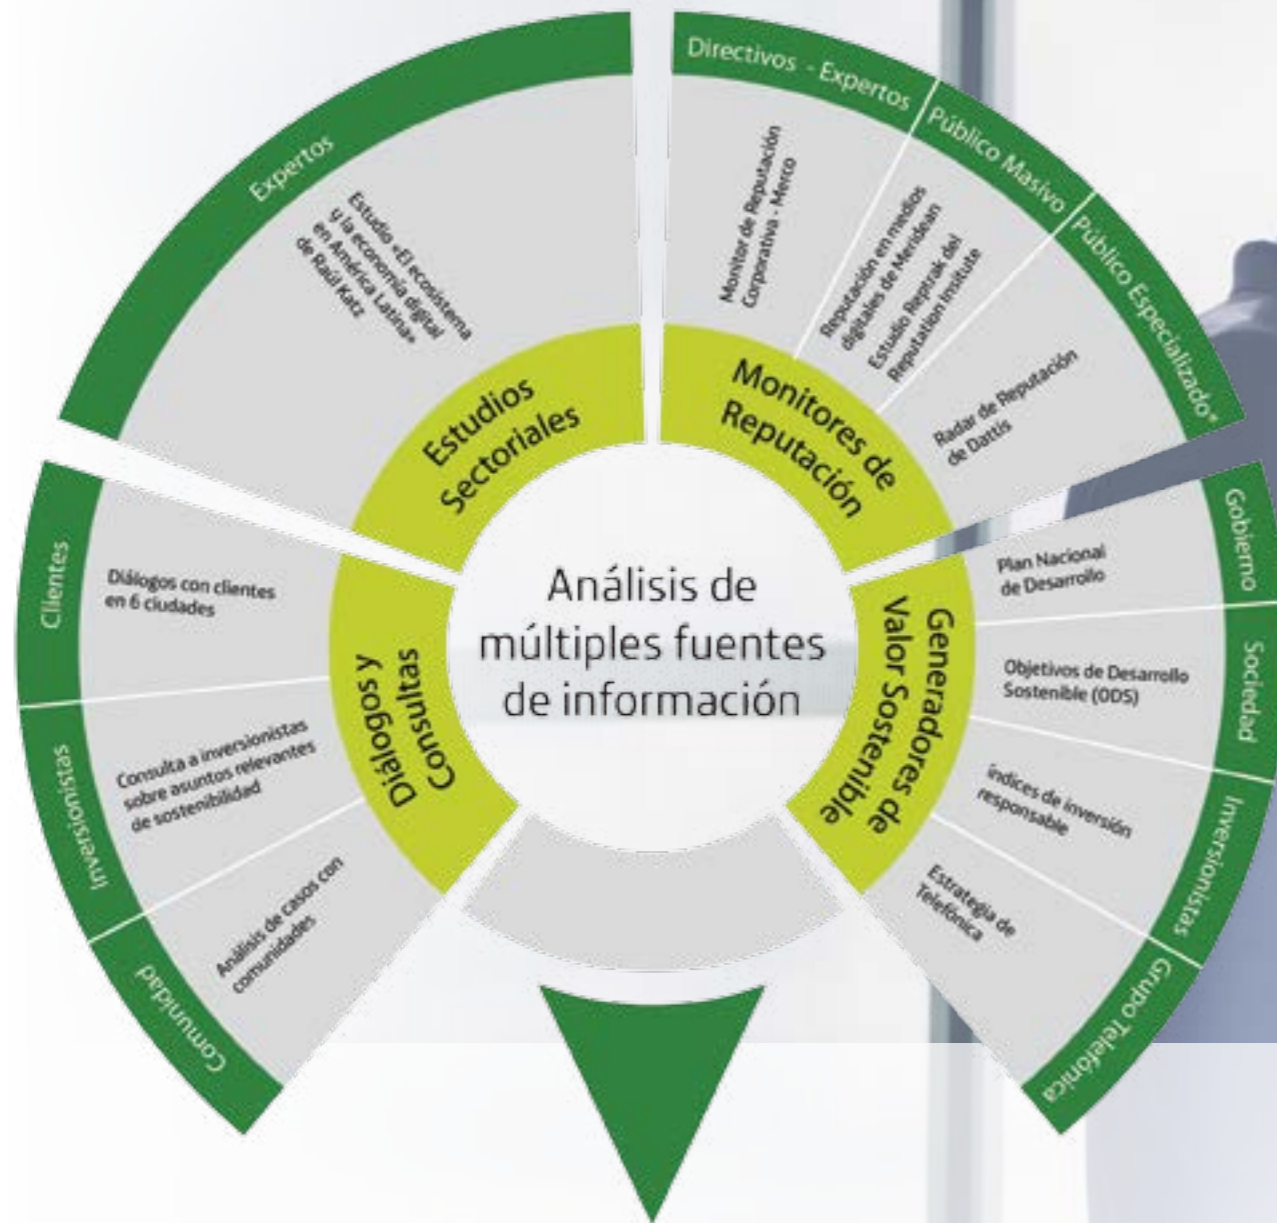 Análisis de
múltiples fuentes
de información
Estudios
Sectoriales
Expertos
Estudio «El ecosistema
y la economía digital
en América Latina»
de Raúl Katz
Monitores de
Reputación
Directivos - Expertos
Monitor de Reputación
Corporativa - Merco
Público Masivo
Reputación en medios
digitales de Meridean
Estudio Reptrak del
Reputation Insitute
Público Especializado*
Radar de Reputación
de Dattis
Generadores de
Valor Sostenible
Gobierno
Plan Nacional
de Desarrollo
Sociedad
Objetivos de Desarrollo
Sostenible (ODS)
Inversionistas
índices de inversión
responsable
Grupo Telefónica
Estrategia de
Telefónica
Diálogos y
Consultas
Clientes
Diálogos con clientes
en 6 ciudades
Inversionistas
Consulta a inversionistas
sobre asuntos relevantes
de sostenibilidad
Comunidad
Análisis de casos con
comunidades